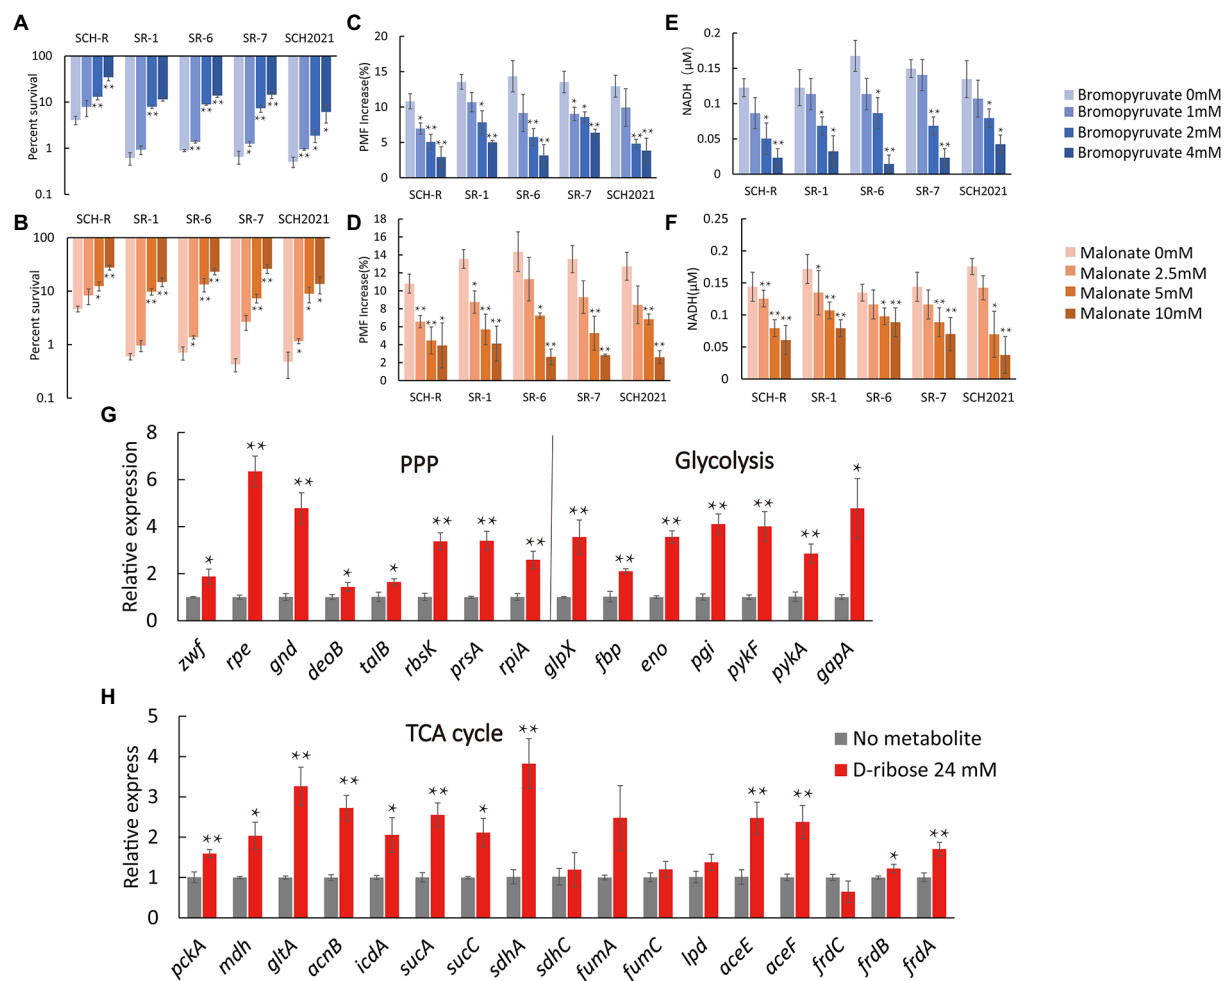 A
SCH-R SR-1 SR-6 SR-7 SCH2021
Percent survival
100
10
1
0.1
B
SCH-R SR-1 SR-6 SR-7 SCH2021
Percent survival
100
10
1
0.1
C
PMF Increase(%)
20
15
10
5
0
SCH-R SR-1 SR-6 SR-7 SCH2021
D
PMF Increase(%)
18
16
14
12
10
8
6
4
2
0
SCH-R SR-1 SR-6 SR-7 SCH2021
E
NADH (μM)
0.2
0.15
0.1
0.05
0
SCH-R SR-1 SR-6 SR-7 SCH2021
Bromopyruvate 0mM
Bromopyruvate 1mM
Bromopyruvate 2mM
Bromopyruvate 4mM
F
NADH(μM)
0.25
0.2
0.15
0.1
0.05
0
SCH-R SR-1 SR-6 SR-7 SCH2021
Malonate 0mM
Malonate 2.5mM
Malonate 5mM
Malonate 10mM
G
Relative expression
8
6
4
2
0
PPP
Glycolysis
zwf rpe gnd deoB talB rbsK prsA rpiA glpX fbp eno pgi pykF pykA gapA
H
Relative express
5
4
3
2
1
0
TCA cycle
No metabolite
D-ribose 24 mM
pckA mdh gltA acnB icdA sucA sucC sdhA sdhC fumA fumC lpd aceE aceF frdC frdB frdA